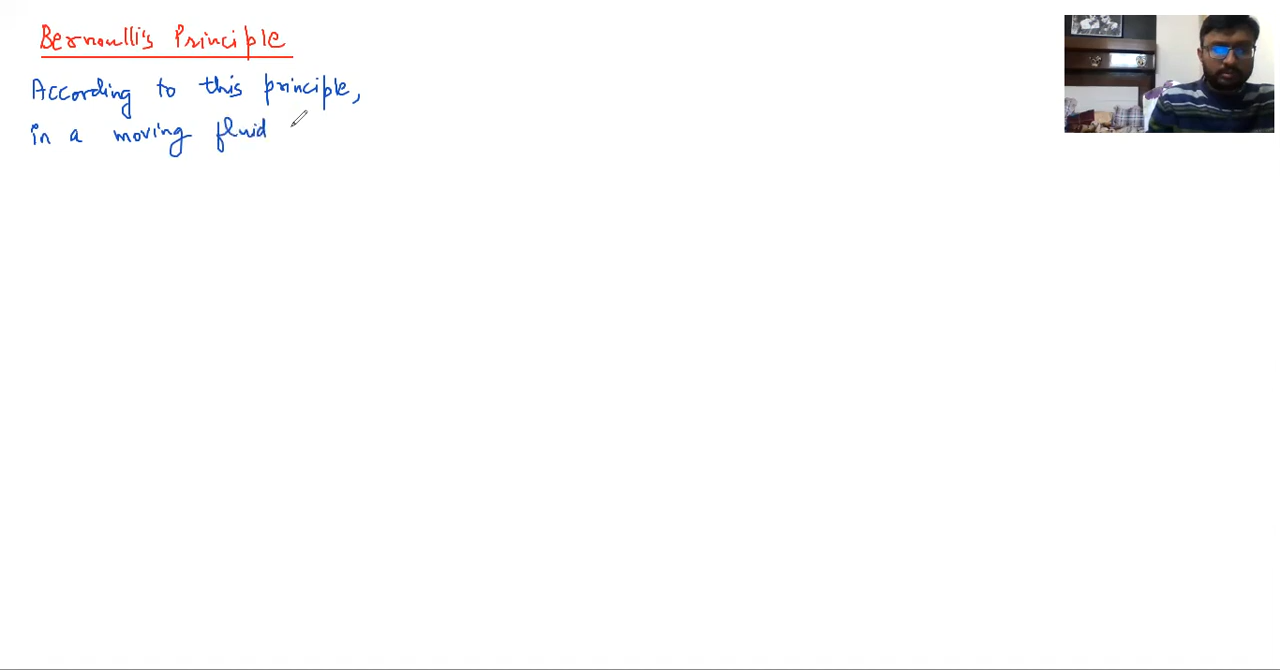 Bernoulli's Principle
According to this principle,
in a moving fluid